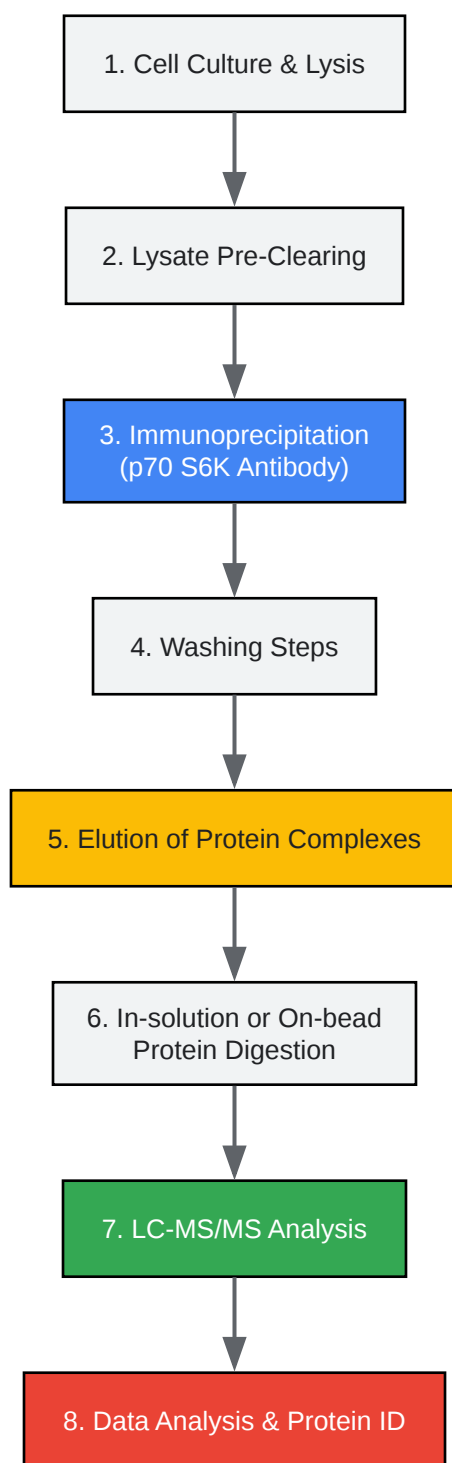 1. Cell Culture & Lysis
2. Lysate Pre-Clearing
3. Immunoprecipitation
(p70 S6K Antibody)
4. Washing Steps
5. Elution of Protein Complexes
6. In-solution or On-bead
Protein Digestion
7. LC-MS/MS Analysis
8. Data Analysis & Protein ID